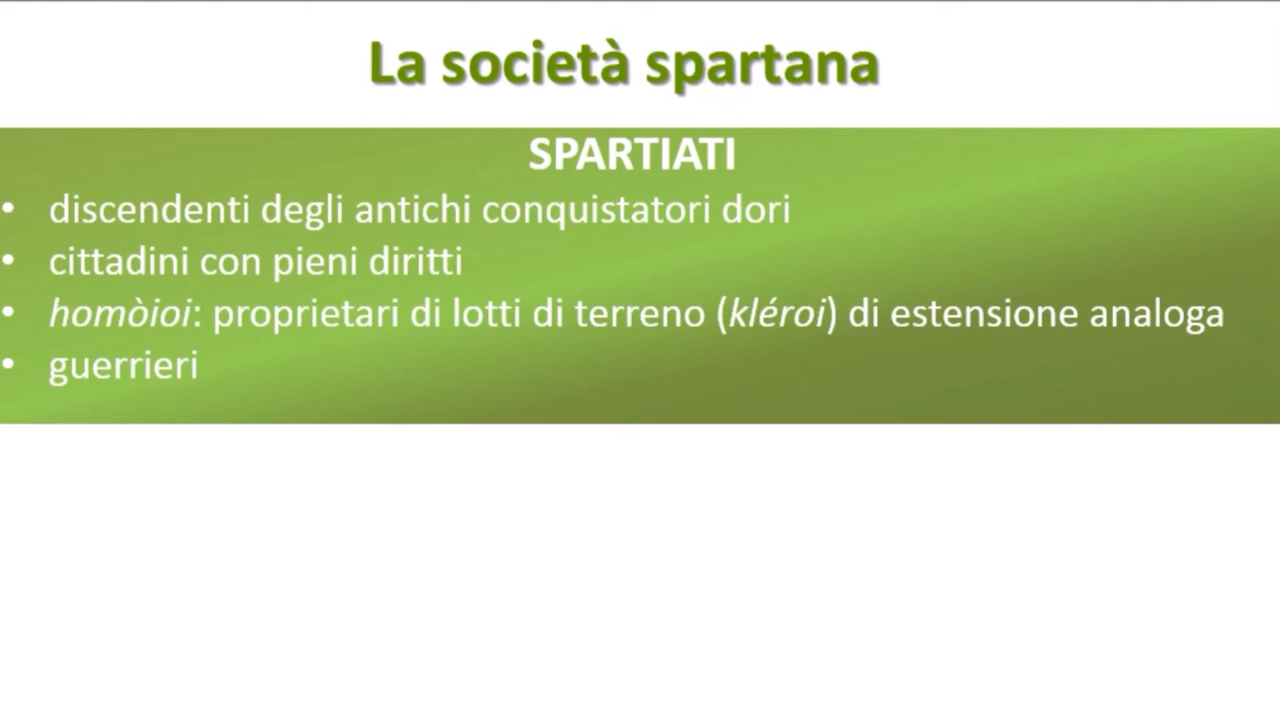 La società spartana
SPARTIATI
• discendenti degli antichi conquistatori dori
• cittadini con pieni diritti
• homòioi: proprietari di lotti di terreno (kléroi) di estensione analoga
• guerrieri